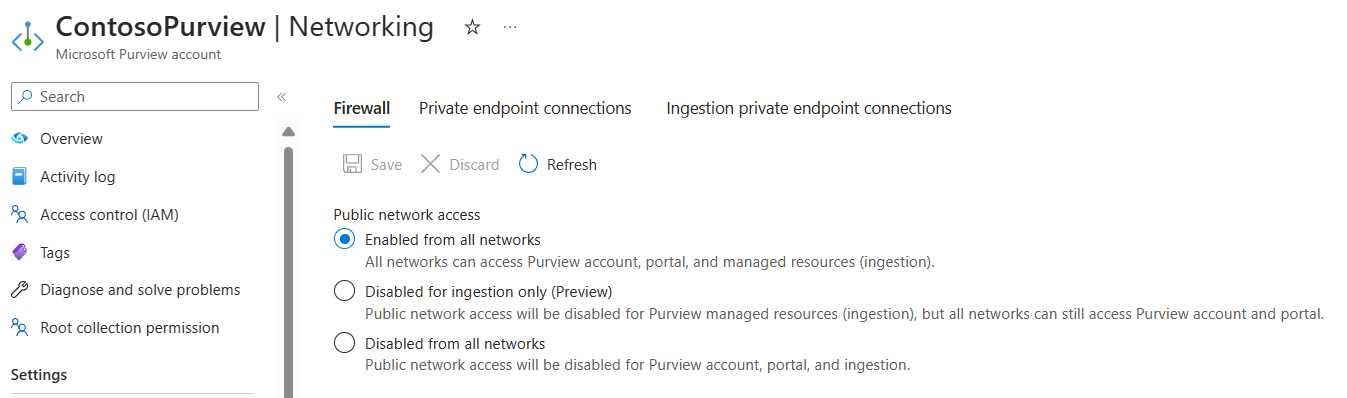 ContosoPurview | Networking
Microsoft Purview account
Search
Overview
Activity log
Access control (IAM)
Tags
Diagnose and solve problems
Root collection permission
Settings
Firewall Private endpoint connections Ingestion private endpoint connections
Save Discard Refresh
Public network access
Enabled from all networks
All networks can access Purview account, portal, and managed resources (ingestion).
Disabled for ingestion only (Preview)
Public network access will be disabled for Purview managed resources (ingestion), but all networks can still access Purview account and portal.
Disabled from all networks
Public network access will be disabled for Purview account, portal, and ingestion.